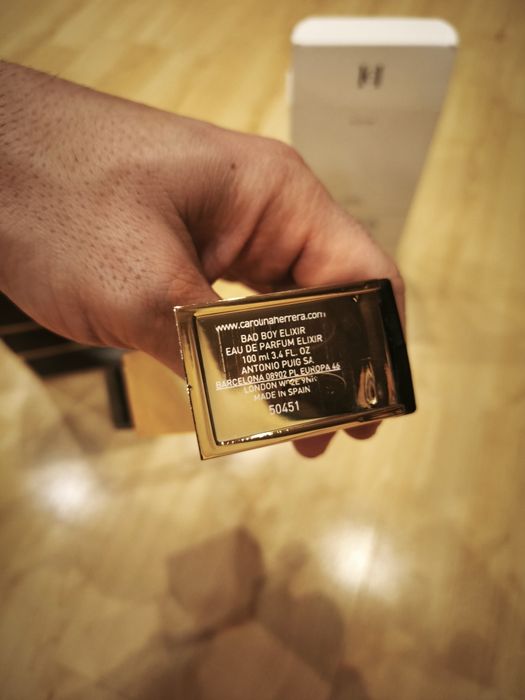 www.carolinaherrera.com
BAD BOY ELIXIR
EAU DE PARFUM ELIXIR
100 ml 3.4 FL. OZ
ANTONIO PUIG SA
BARCELONA 08902 PL EUROPA 46
LONDON
MADE IN SPAIN
50451